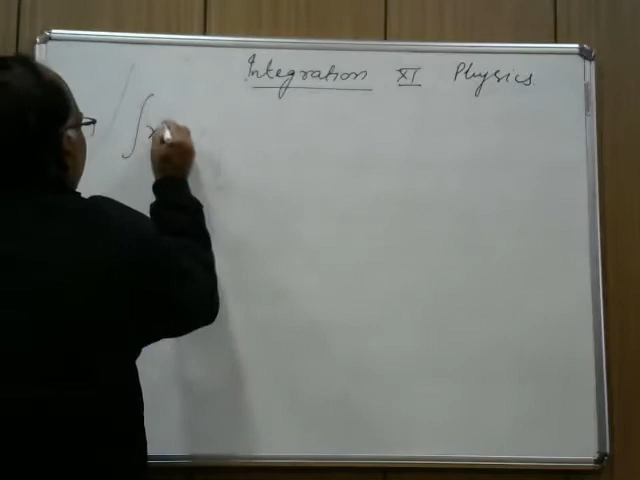 Integration XI Physics
∫x